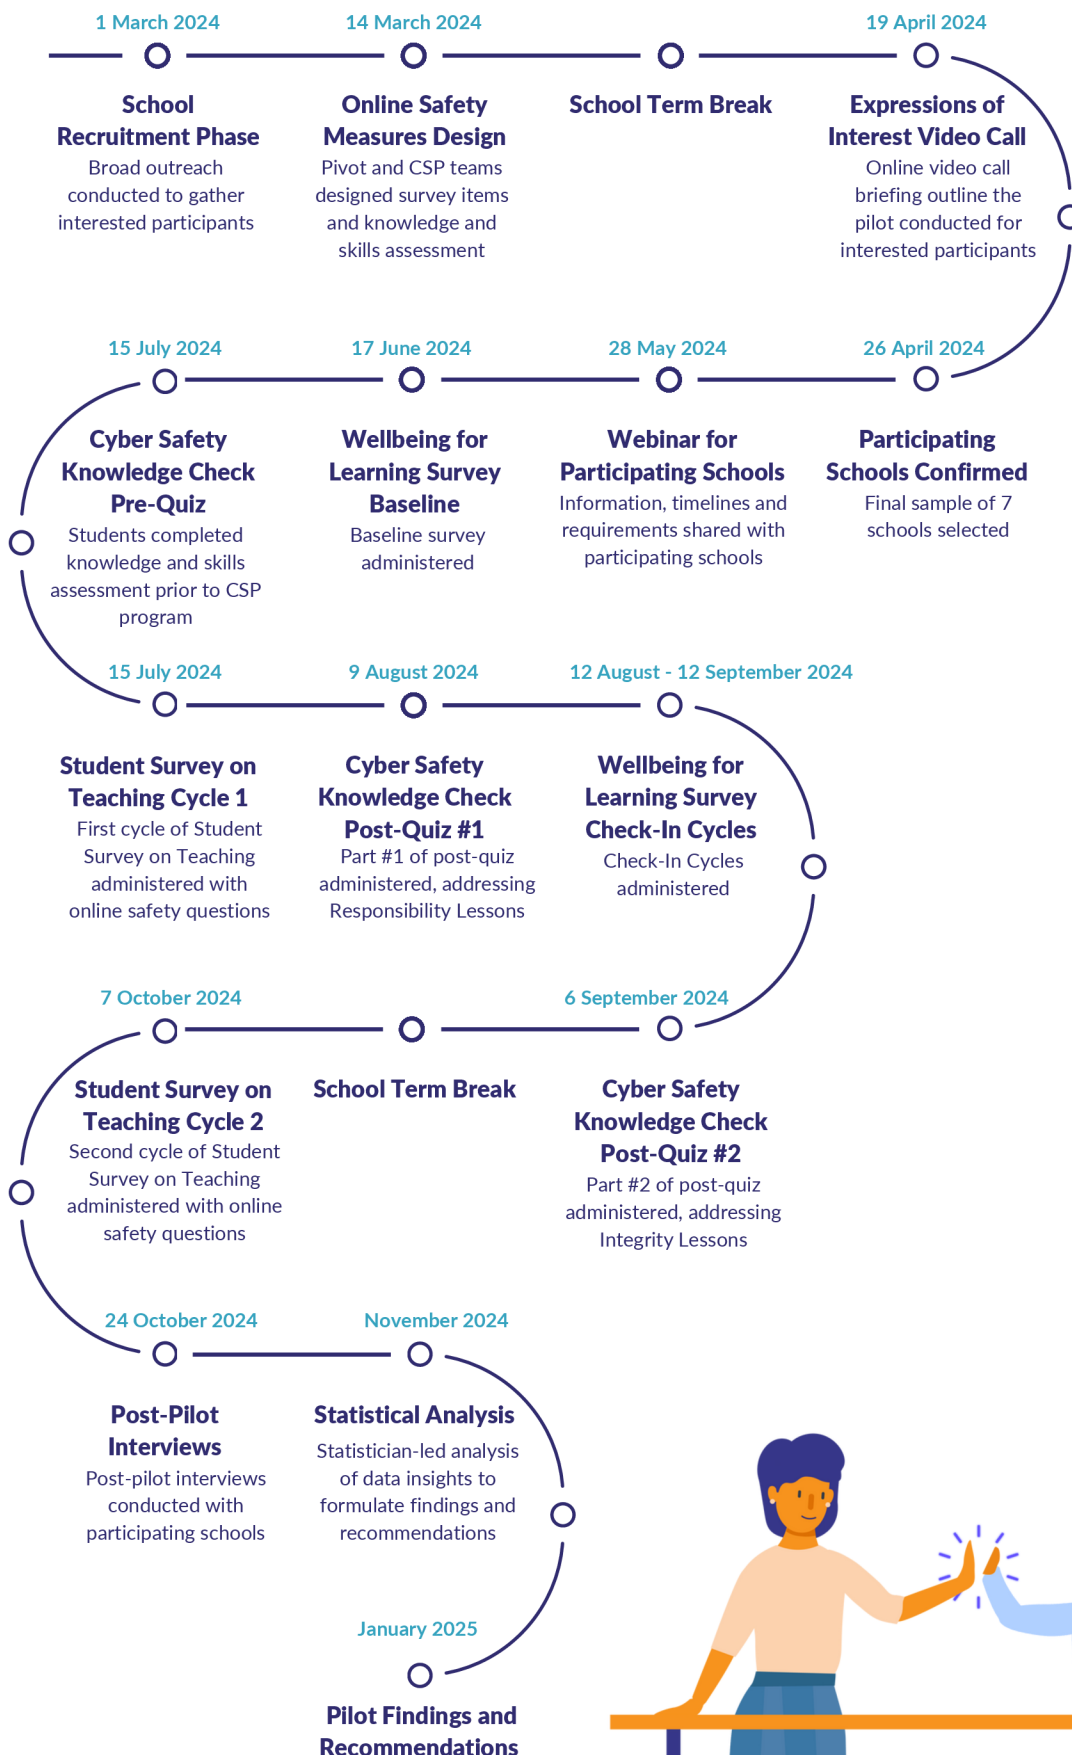 1 March 2024
School
Recruitment Phase
Broad outreach
conducted to gather
interested participants
14 March 2024
Online Safety
Measures Design
Pivot and CSP teams
designed survey items
and knowledge and
skills assessment
School Term Break
19 April 2024
Expressions of
Interest Video Call
Online video call
briefing outline the
pilot conducted for
interested participants
26 April 2024
Participating
Schools Confirmed
Final sample of 7
schools selected
28 May 2024
Webinar for
Participating Schools
Information, timelines and
requirements shared with
participating schools
17 June 2024
Wellbeing for
Learning Survey
Baseline
Baseline survey
administered
15 July 2024
Cyber Safety
Knowledge Check
Pre-Quiz
Students completed
knowledge and skills
assessment prior to CSP
program
15 July 2024
Student Survey on
Teaching Cycle 1
First cycle of Student
Survey on Teaching
administered with
online safety questions
9 August 2024
Cyber Safety
Knowledge Check
Post-Quiz #1
Part #1 of post-quiz
administered, addressing
Responsibility Lessons
12 August - 12 September 2024
Wellbeing for
Learning Survey
Check-In Cycles
Check-In Cycles
administered
6 September 2024
Cyber Safety
Knowledge Check
Post-Quiz #2
Part #2 of post-quiz
administered, addressing
Integrity Lessons
School Term Break
7 October 2024
Student Survey on
Teaching Cycle 2
Second cycle of Student
Survey on Teaching
administered with online
safety questions
24 October 2024
Post-Pilot
Interviews
Post-pilot interviews
conducted with
participating schools
November 2024
Statistical Analysis
Statistician-led analysis
of data insights to
formulate findings and
recommendations
January 2025
Pilot Findings and
Recommendations